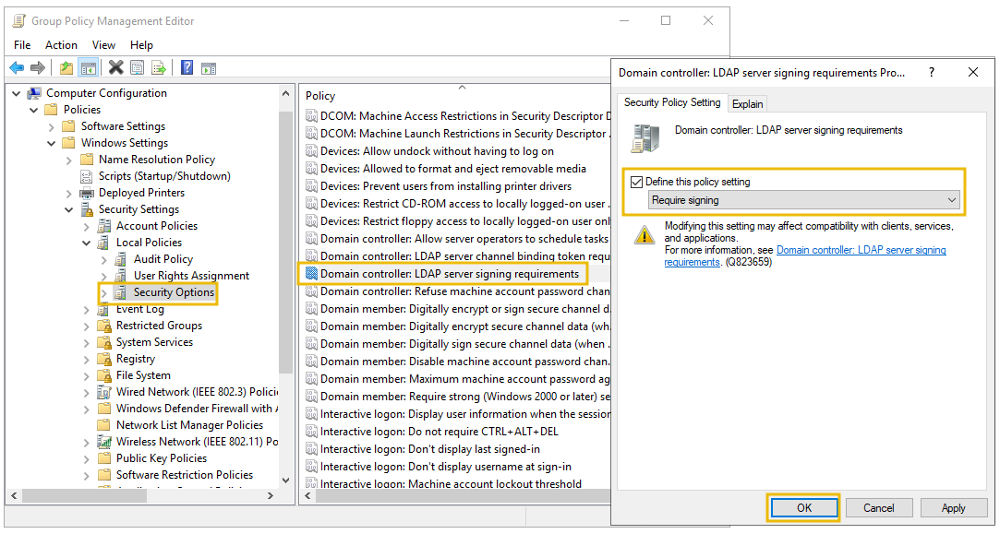 Group Policy Management Editor
File Action View Help
Computer Configuration
Policies
Software Settings
Windows Settings
Name Resolution Policy
Scripts (Startup/Shutdown)
Deployed Printers
Security Settings
Account Policies
Local Policies
Audit Policy
User Rights Assignment
Security Options
Event Log
Restricted Groups
System Services
Registry
File System
Wired Network (IEEE 802.3) Policie
Windows Defender Firewall with A
Network List Manager Policies
Wireless Network (IEEE 802.11) Po
Public Key Policies
Software Restriction Policies
Policy
DCOM: Machine Access Restrictions in Security Descriptor D
DCOM: Machine Launch Restrictions in Security Descriptor .
Devices: Allow undock without having to log on
Devices: Allowed to format and eject removable media
Devices: Prevent users from installing printer drivers
Devices: Restrict CD-ROM access to locally logged-on user .
Devices: Restrict floppy access to locally logged-on user onl
Domain controller: Allow server operators to schedule tasks
Domain controller: LDAP server channel binding token requ
Domain controller: LDAP server signing requirements
Domain controller: Refuse machine account password chan
Domain member: Digitally encrypt or sign secure channel d
Domain member: Digitally encrypt secure channel data (wh.
Domain member: Digitally sign secure channel data (when .
Domain member: Disable machine account password chan.
Domain member: Maximum machine account password ag
Domain member: Require strong (Windows 2000 or later) se
Interactive logon: Display user information when the session
Interactive logon: Do not require CTRL+ALT+DEL
Interactive logon: Don't display last signed-in
Interactive logon: Don't display username at sign-in
Interactive logon: Machine account lockout threshold
Domain controller: LDAP server signing requirements Pro... ?
Security Policy Setting Explain
Domain controller: LDAP server signing requirements
Define this policy setting
Require signing
Modifying this setting may affect compatibility with clients, services,
and applications.
For more information, see Domain controller: LDAP server signing
requirements. (Q823659)
OK Cancel Apply